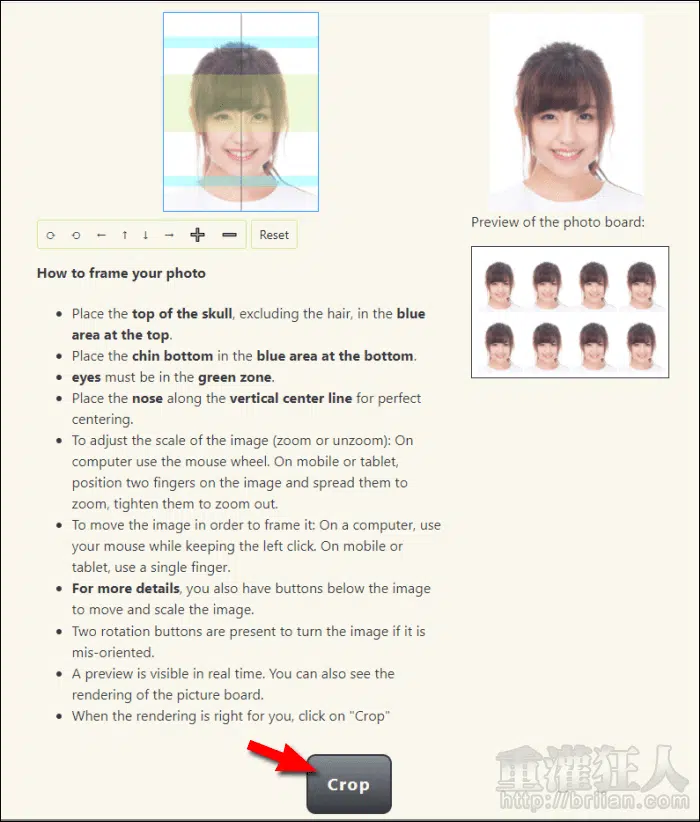 Preview of the photo board:
Reset
How to frame your photo
Place the top of the skull, excluding the hair, in the blue
area at the top.
Place the chin bottom in the blue area at the bottom.
eyes must be in the green zone.
Place the nose along the vertical center line for perfect
centering.
To adjust the scale of the image (zoom or unzoom): On
computer use the mouse wheel. On mobile or tablet,
position two fingers on the image and spread them to
zoom, tighten them to zoom out.
To move the image in order to frame it: On a computer, use
your mouse while keeping the left click. On mobile or
tablet, use a single finger.
For more details, you also have buttons below the image
to move and scale the image.
Two rotation buttons are present to turn the image if it is
mis-oriented.
A preview is visible in real time. You can also see the
rendering of the picture board.
When the rendering is right for you, click on "Crop"
Crop
重灌狂人
http://briian.com